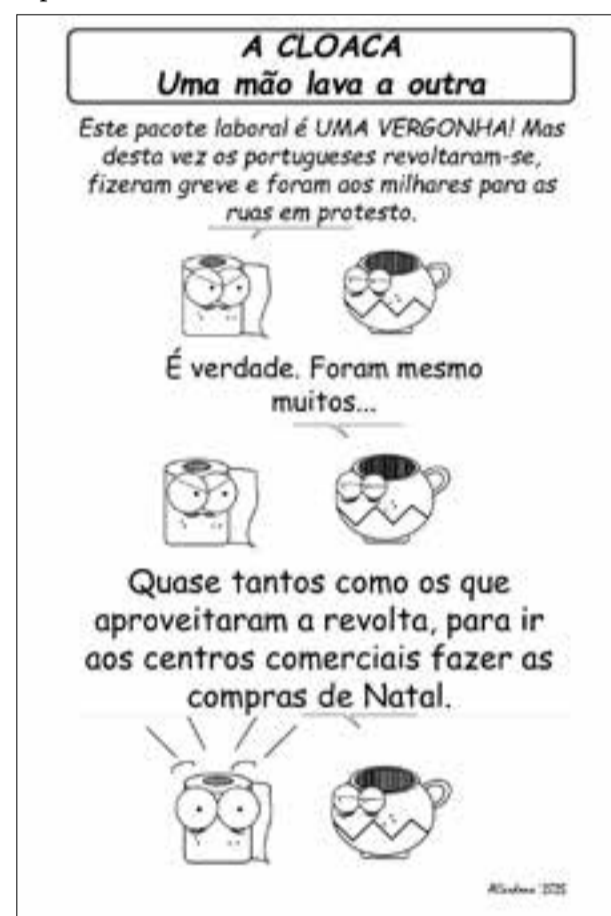 A CLOACA
Uma mão lava a outra
Este pacote laboral é UMA VERGONHA! Mas
desta vez os portugueses revoltaram-se,
fizeram greve e foram aos milhares para as
ruas em protesto.
É verdade. Foram mesmo
muitos...
Quase tantos como os que
aproveitaram a revolta, para ir
aos centros comerciais fazer as
compras de Natal.